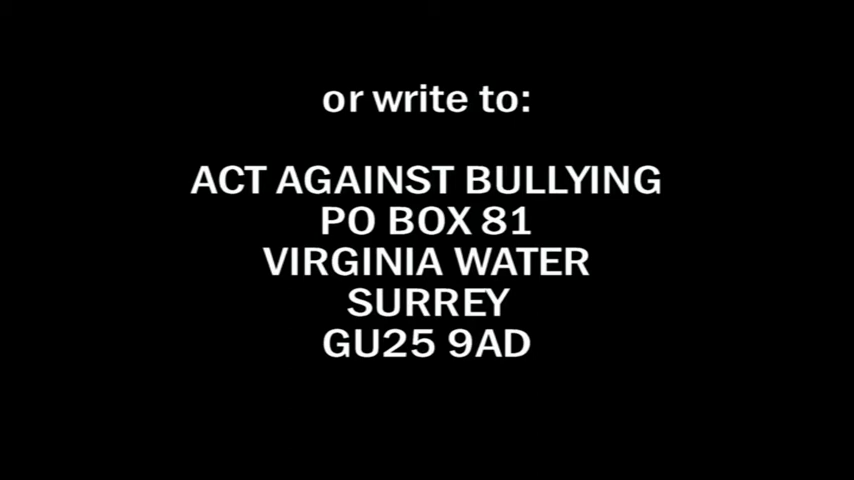 or write to:
ACT AGAINST BULLYING
PO BOX 81
VIRGINIA WATER
SURREY
GU25 9AD